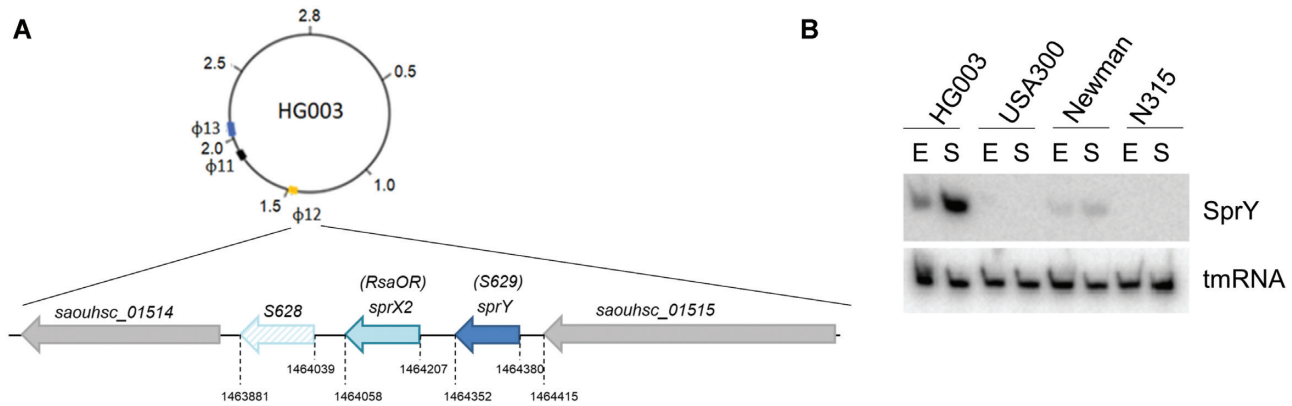 A
2.8
0.5
1.0
1.5
2.0
2.5
HG003
ϕ13
ϕ11
ϕ12
saouhsc_01514
S628
(RsaOR)
sprX2
(S629)
sprY
saouhsc_01515
1464039
1464207
1464380
1463881
1464058
1464352
1464415
B
HG003
USA300
Newman
N315
E S E S E S E S
SprY
tmRNA